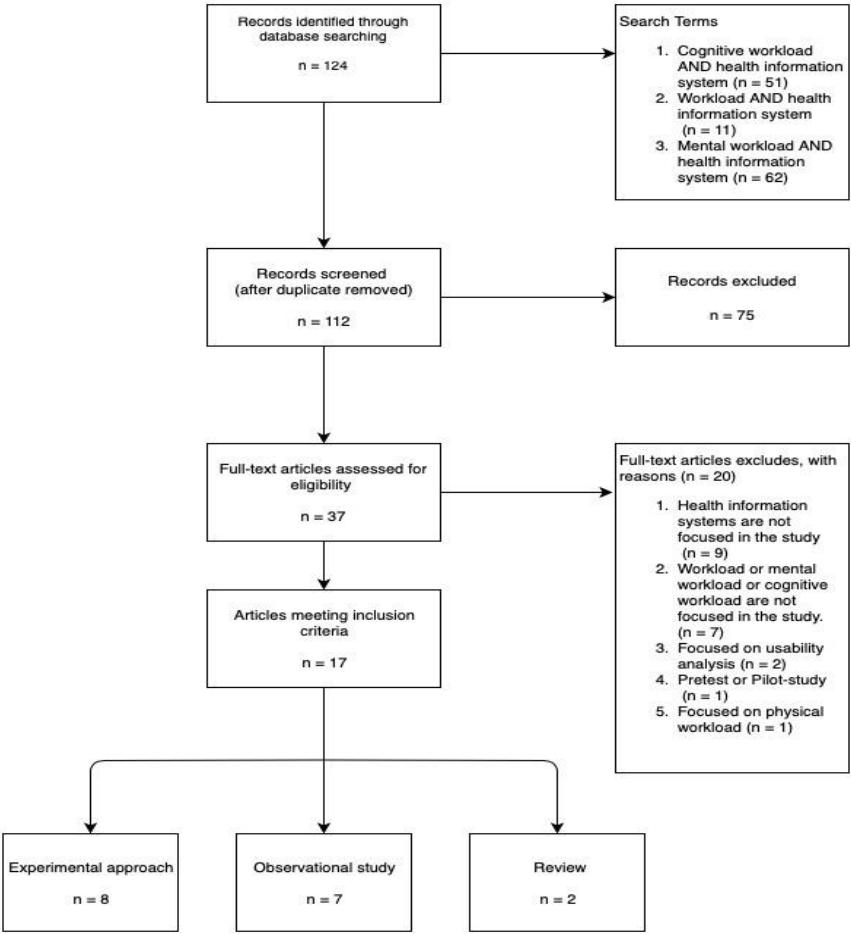 Records identified through
database searching
n = 124
Search Terms
1. Cognitive workload
AND health information
system (n = 51)
2. Workload AND health
information system
(n = 11)
3. Mental workload AND
health information
system (n = 62)
Records screened
(after duplicate removed)
n = 112
Records excluded
n = 75
Full-text articles assessed for
eligibility
n = 37
Full-text articles excludes, with
reasons (n = 20)
1. Health information
systems are not
focused in the study
(n = 9)
2. Workload or mental
workload or cognitive
workload are not
focused in the study.
(n = 7)
3. Focused on usability
analysis (n = 2)
4. Pretest or Pilot-study
(n = 1)
5. Focused on physical
workload (n = 1)
Articles meeting inclusion
criteria
n = 17
Experimental approach
n = 8
Observational study
n = 7
Review
n = 2